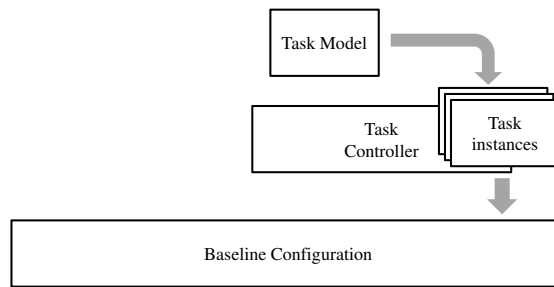 Task Model
Task
Controller
Task
instances
Baseline Configuration